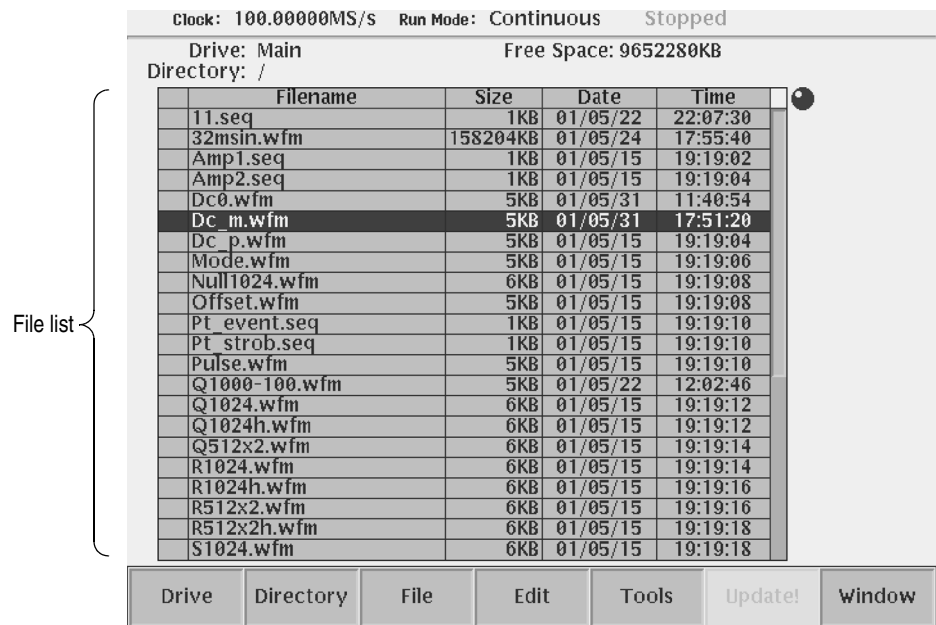 Clock: 100.00000MS/s Run Mode: Continuous Stopped
Drive: Main Free Space: 9652280KB
Directory: /
Filename Size Date Time
11.seq 1KB 01/05/22 22:07:30
32msin.wfm 158204KB 01/05/24 17:55:40
Amp1.seq 1KB 01/05/15 19:19:02
Amp2.seq 1KB 01/05/15 19:19:04
Dc0.wfm 5KB 01/05/31 11:40:54
Dc_m.wfm 5KB 01/05/31 17:51:20
Dc_p.wfm 5KB 01/05/15 19:19:04
Mode.wfm 5KB 01/05/15 19:19:06
Null1024.wfm 6KB 01/05/15 19:19:08
Offset.wfm 5KB 01/05/15 19:19:08
File list
Pt_event.seq 1KB 01/05/15 19:19:10
Pt_strob.seq 1KB 01/05/15 19:19:10
Pulse.wfm 5KB 01/05/15 19:19:10
Q1000-100.wfm 5KB 01/05/22 12:02:46
Q1024.wfm 6KB 01/05/15 19:19:12
Q1024h.wfm 6KB 01/05/15 19:19:12
Q512x2.wfm 6KB 01/05/15 19:19:14
R1024.wfm 6KB 01/05/15 19:19:14
R1024h.wfm 6KB 01/05/15 19:19:16
R512x2.wfm 6KB 01/05/15 19:19:16
R512x2h.wfm 6KB 01/05/15 19:19:18
S1024.wfm 6KB 01/05/15 19:19:18
Drive Directory File Edit Tools Update! Window